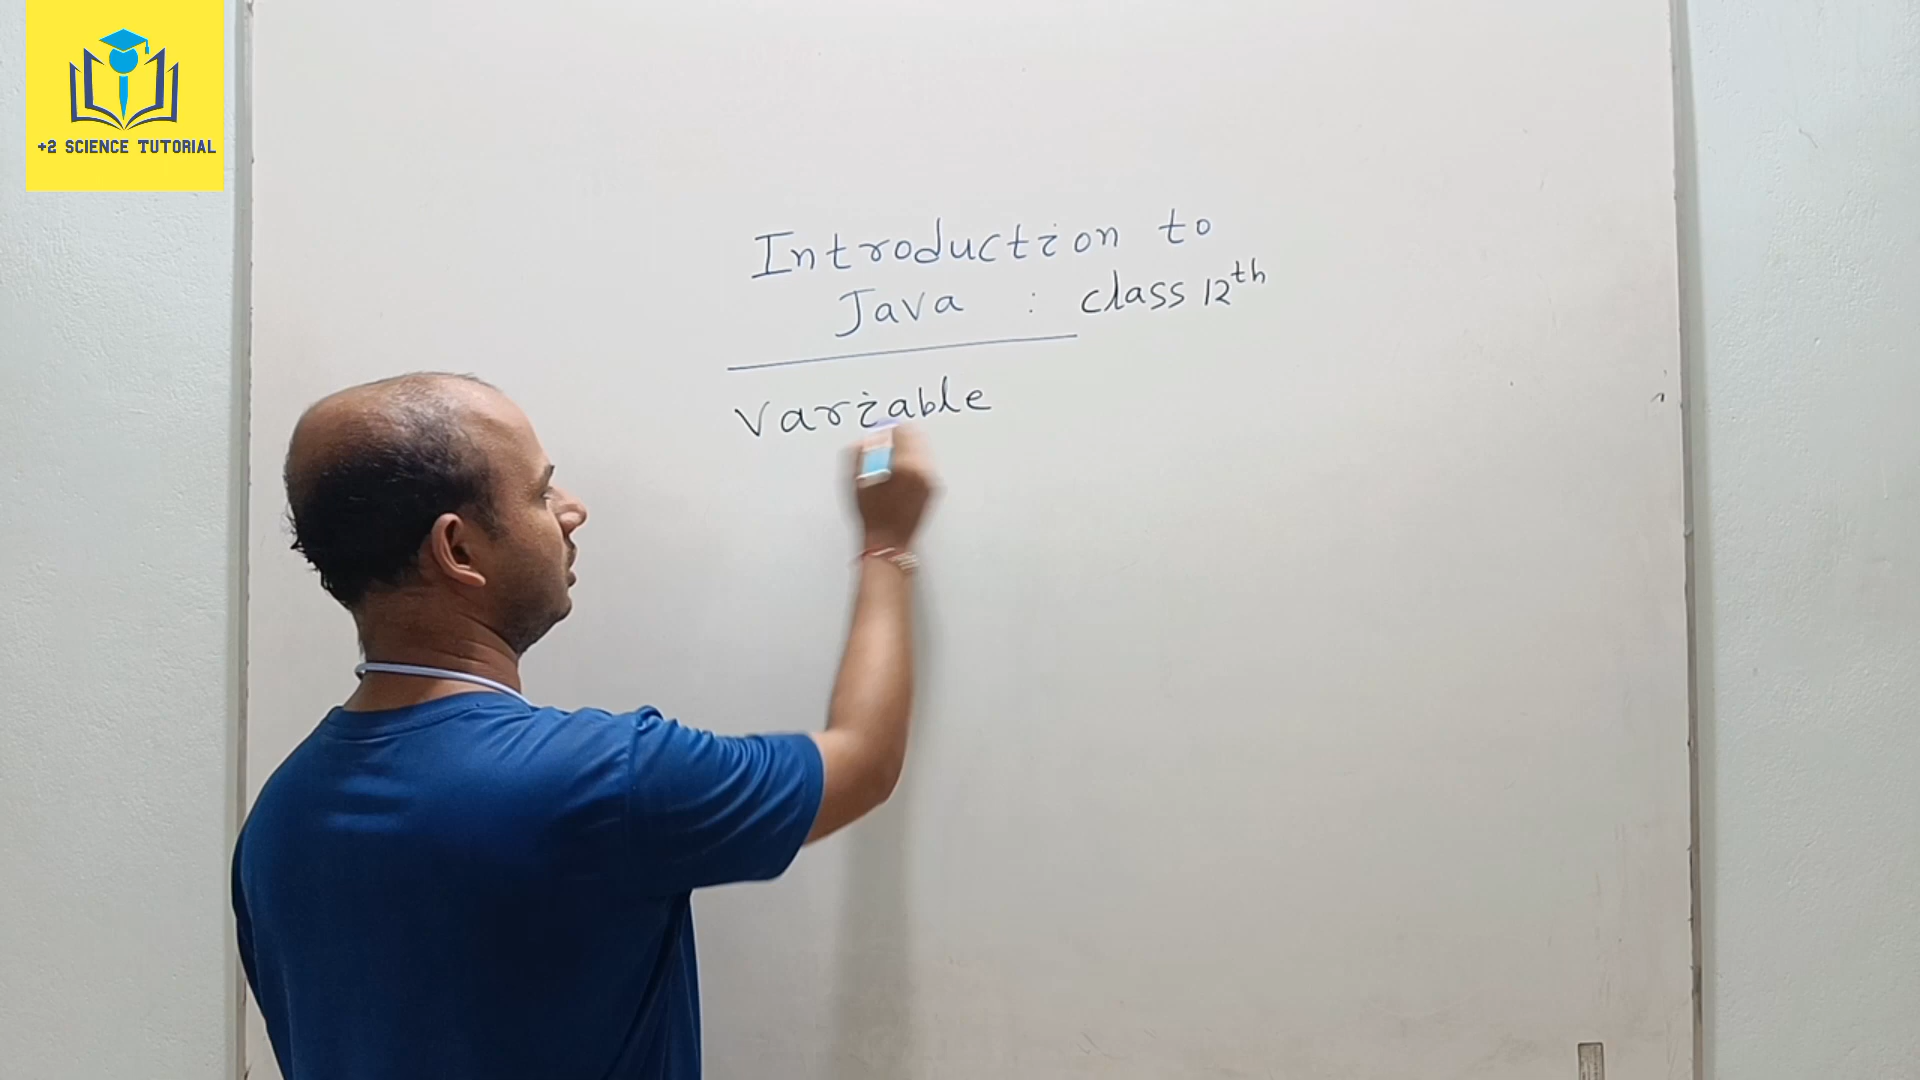 +2 SCIENCE TUTORIAL
Introduction to
Java : class 12th
Variable